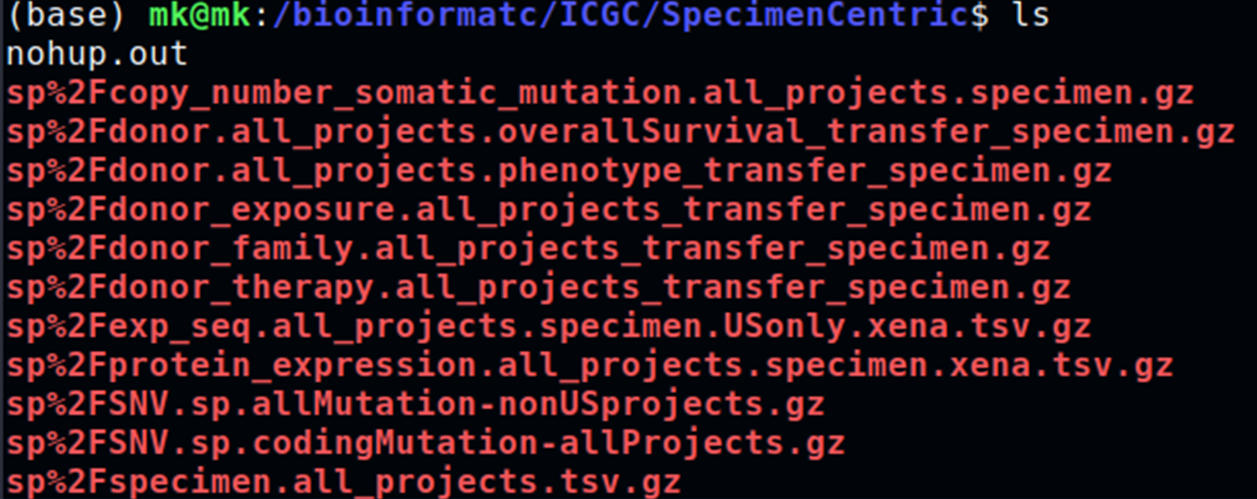 (base) mk@mk:/bioinformatc/ICGC/SpecimenCentric$ ls
nohup.out
sp%2Fcopy_number_somatic_mutation.all_projects.specimen.gz
sp%2Fdonor.all_projects.overallSurvival_transfer_specimen.gz
sp%2Fdonor.all_projects.phenotype_transfer_specimen.gz
sp%2Fdonor_exposure.all_projects_transfer_specimen.gz
sp%2Fdonor_family.all_projects_transfer_specimen.gz
sp%2Fdonor_therapy.all_projects_transfer_specimen.gz
sp%2Fexp_seq.all_projects.specimen.USonly.xena.tsv.gz
sp%2Fprotein_expression.all_projects.specimen.xena.tsv.gz
sp%2FSNV.sp.allMutation-nonUSprojects.gz
sp%2FSNV.sp.codingMutation-allProjects.gz
sp%2Fspecimen.all_projects.tsv.gz